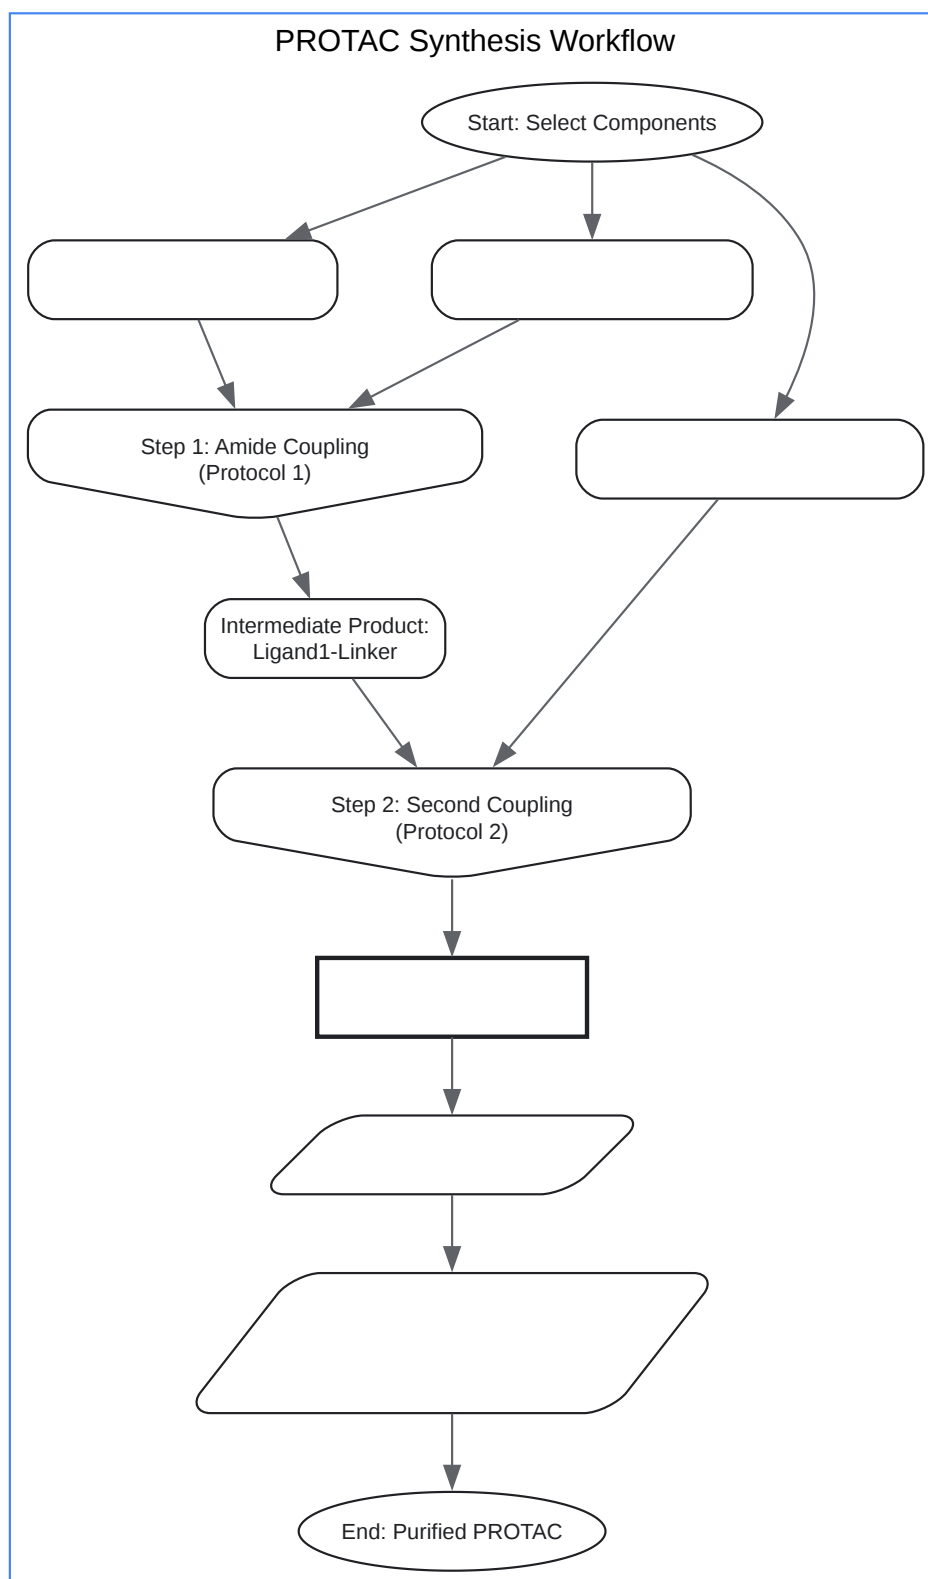 PROTAC Synthesis Workflow
Start: Select Components
Step 1: Amide Coupling
(Protocol 1)
Intermediate Product:
Ligand1-Linker
Step 2: Second Coupling
(Protocol 2)
End: Purified PROTAC